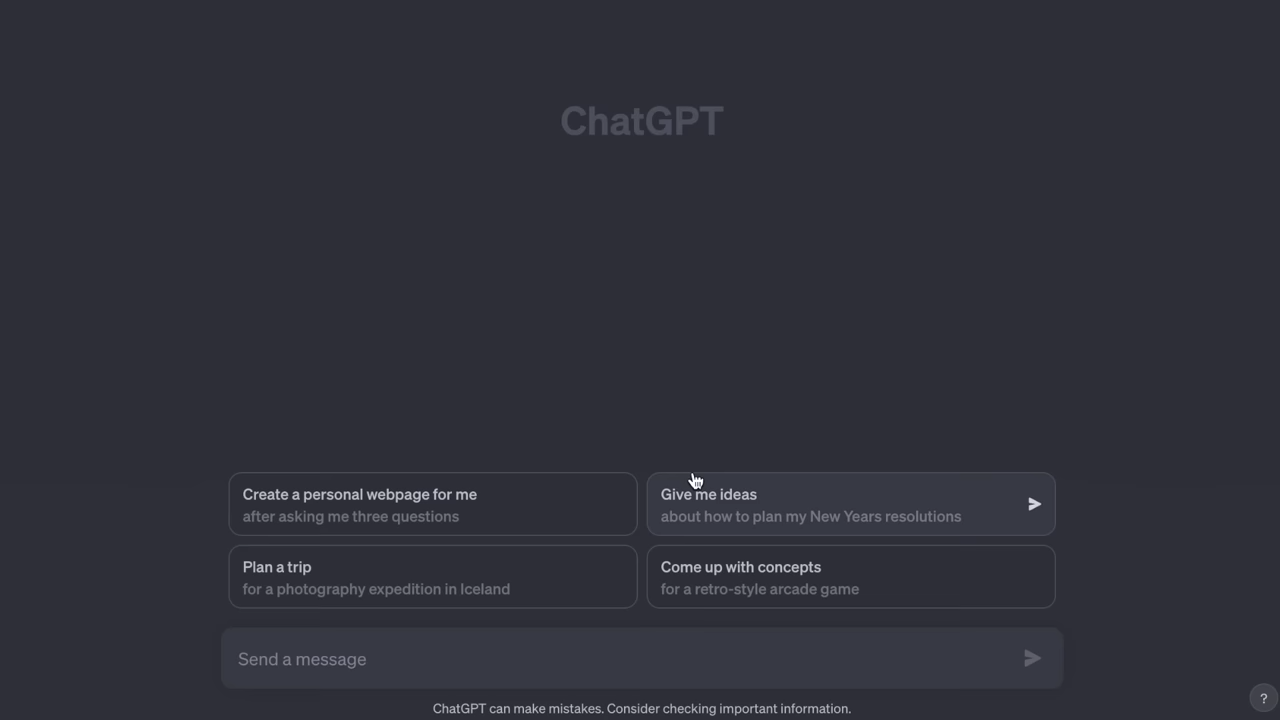 ChatGPT
Create a personal webpage for me
after asking me three questions
Give me ideas
about how to plan my New Years resolutions
Plan a trip
for a photography expedition in Iceland
Come up with concepts
for a retro-style arcade game
Send a message
ChatGPT can make mistakes. Consider checking important information.
?